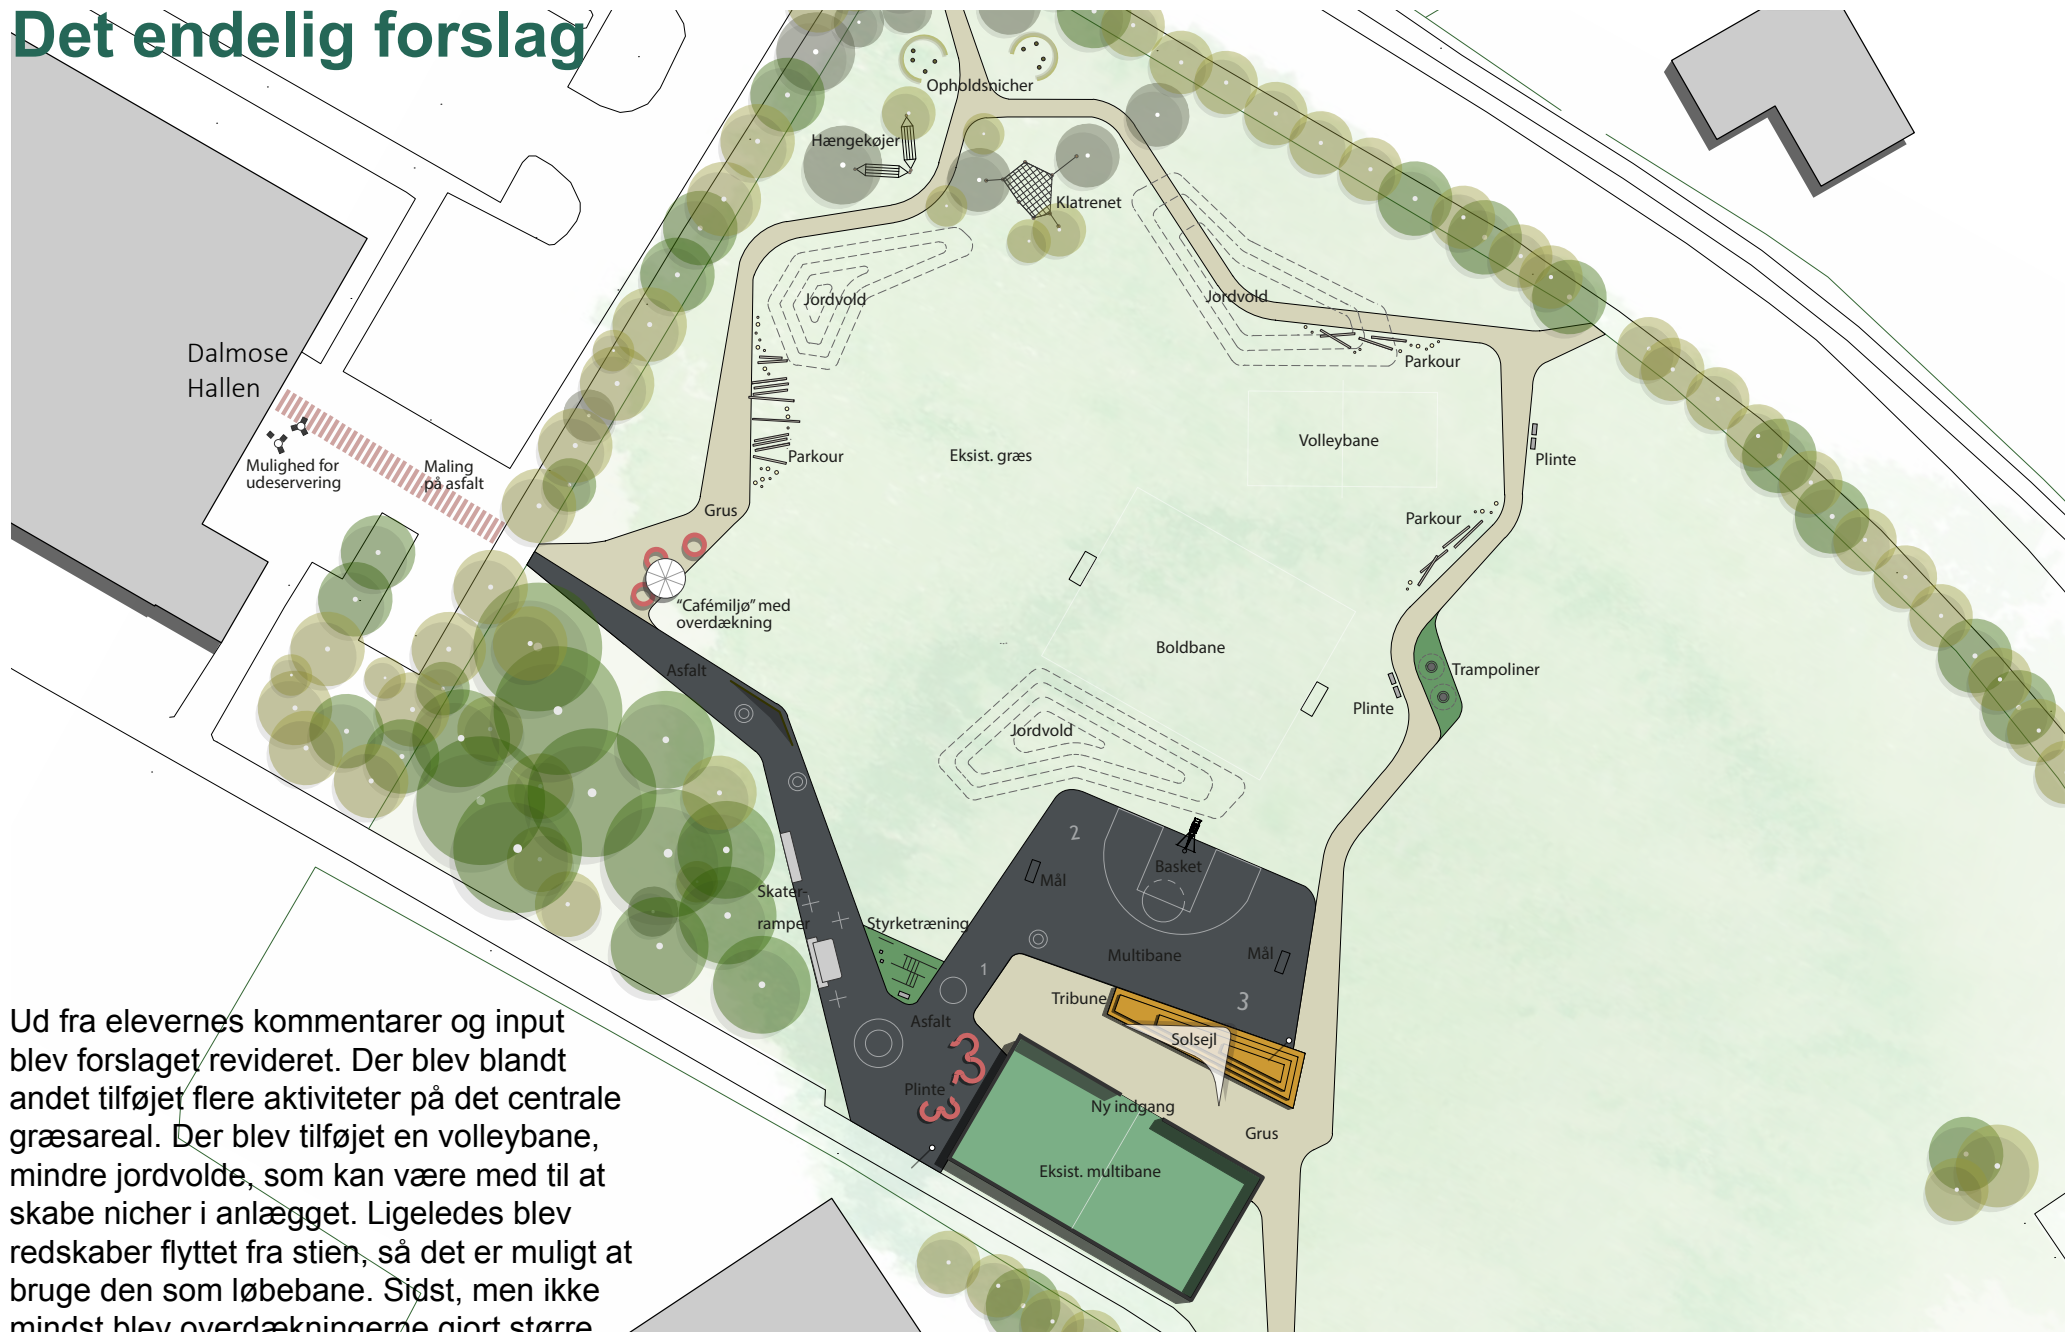 Det endelig forslag
Opholdsnicher
Hængekøjer
Klatrenet
Jordvold
Jordvold
Dalmose
Hallen
Parkour
Mulighed for
udeservering
Maling
på asfalt
Parkour
Eksist. græs
Volleybane
Plinte
Grus
Parkour
"Cafémiljø" med
overdækning
Asfalt
Boldbane
Trampoliner
Plinte
Jordvold
2
Basket
Mål
Skater-
ramper
Styrketræning
Multibane
Mål
1
3
Tribune
Asfalt
Solsejl
Plinte
Ny indgang
Grus
Eksist. multibane
Ud fra elevernes kommentarer og input
blev forslaget revideret. Der blev blandt
andet tilføjet flere aktiviteter på det centrale
græsareal. Der blev tilføjet en volleybane,
mindre jordvolde, som kan være med til at
skabe nicher i anlægget. Ligeledes blev
redskaber flyttet fra stien, så det er muligt at
bruge den som løbebane. Sidst, men ikke
mindst blev overdækningerne gjort større